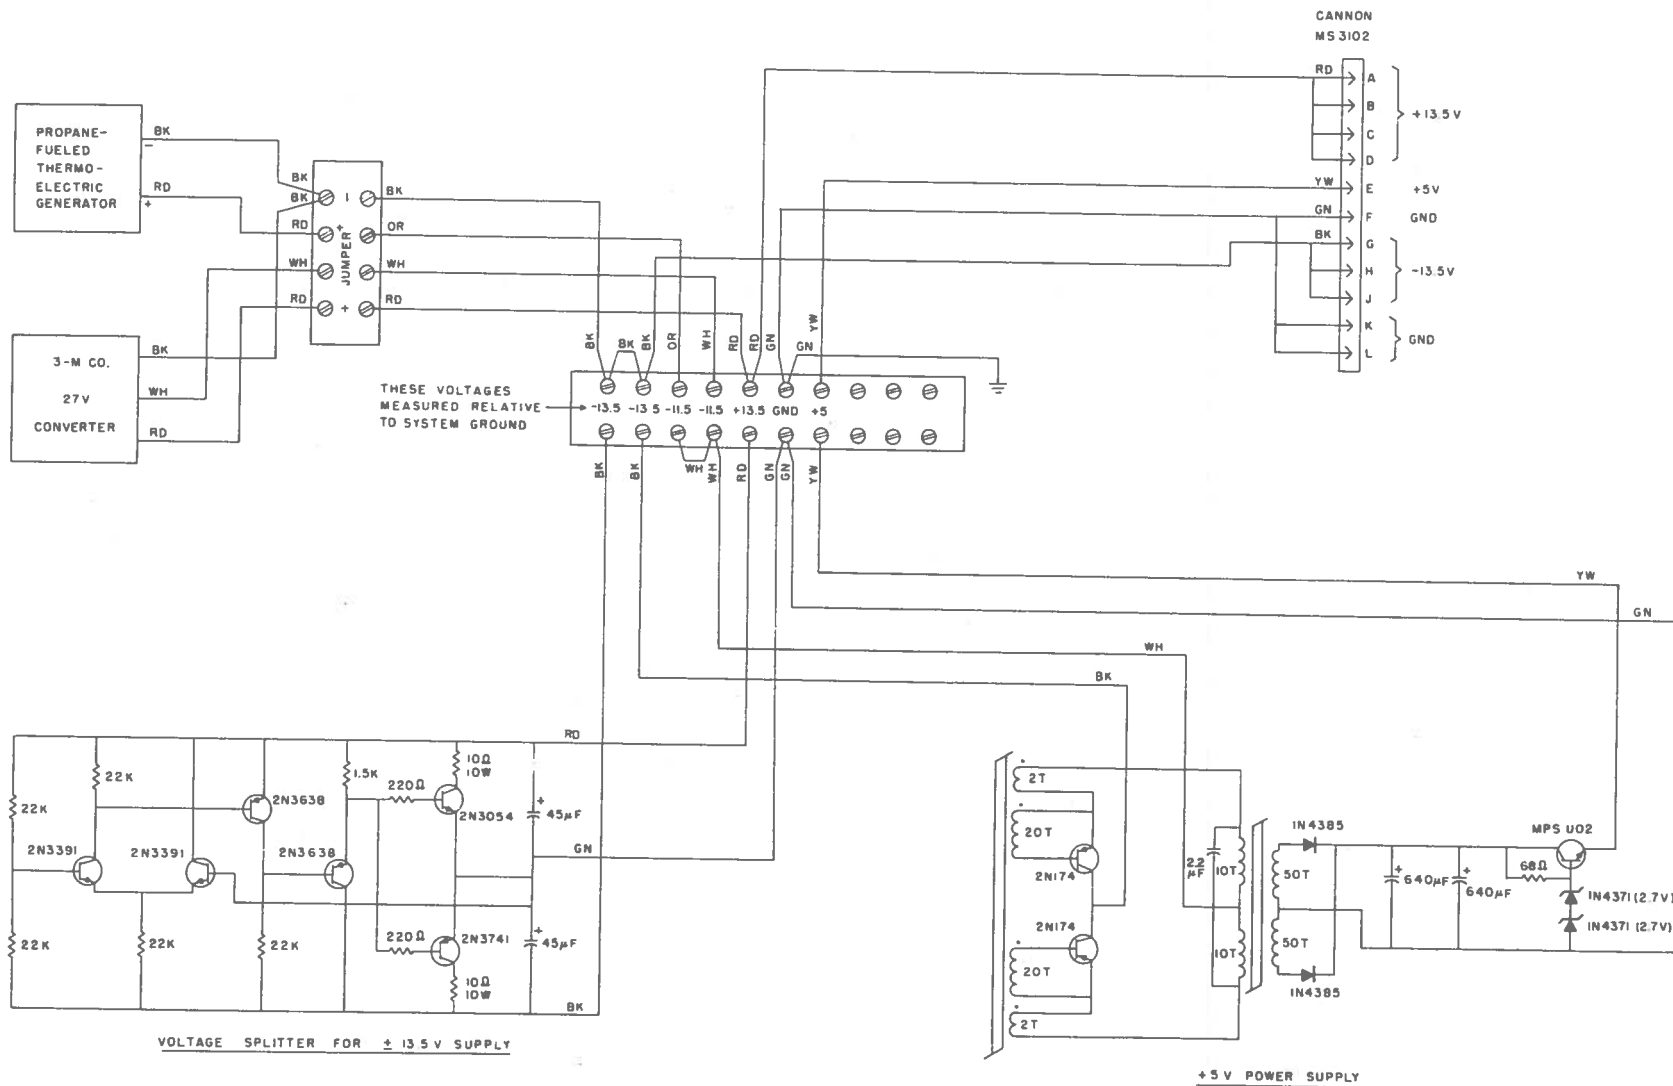 CANNON
MS 3102
RD
A
B
C
D
+13.5V
YW
E
+5V
GN
F
GND
BK
G
H
J
-13.5V
K
L
GND
PROPANE-
FUELED
THERMO-
ELECTRIC
GENERATOR
BK
-
RD
+
BK
BK
RD
WH
RD
JUMPER
+
+
BK
OR
WH
RD
3-M CO.
27V
CONVERTER
BK
WH
RD
BK
BK
BK
OR
WH
RD
RD
GN
GN
YW
THESE VOLTAGES
MEASURED RELATIVE
TO SYSTEM GROUND
-13.5 -13 5 -11.5 -11.5 +13.5 GND +5
BK
BK
WH
WH
RD
GN
GN
YW
YW
GN
WH
BK
RD
22K
22K
2N3391
2N3391
2N3638
2N3638
1.5K
220Ω
10Ω
10W
2N3054
+
45µF
GN
22K
22K
22K
220Ω
2N3741
+
45µF
10Ω
10W
BK
VOLTAGE SPLITTER FOR ± 13.5V SUPPLY
2T
20T
2N174
2N174
20T
2T
2.2
µF
10T
10T
50T
50T
1N4385
1N4385
+
640µF
+
640µF
MPS U02
68Ω
1N4371 (2.7V)
1N4371 (2.7V)
+5 V POWER SUPPLY